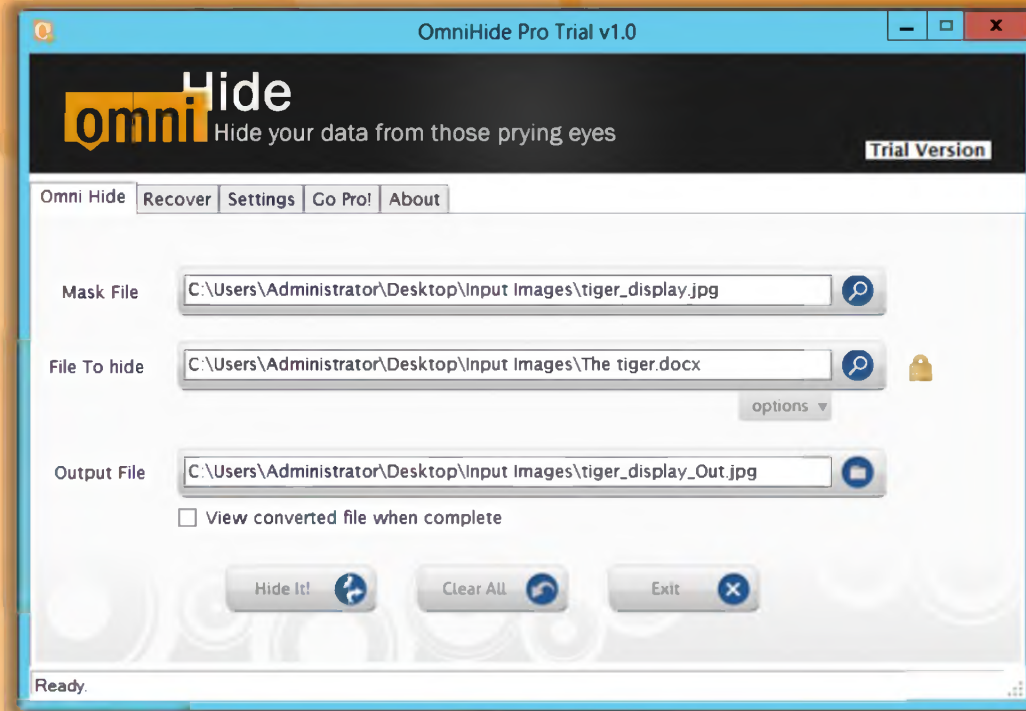 OmniHide Pro Trial v1.0
omni Hide
Hide your data from those prying eyes
Trial Version
Omni Hide Recover Settings Go Pro! About
Mask File C:\Users\Administrator\Desktop\Input Images\tiger_display.jpg
File To hide C:\Users\Administrator\Desktop\Input Images\The tiger.docx
options
Output File C:\Users\Administrator\Desktop\Input Images\tiger_display_Out.jpg
View converted file when complete
Hide It! Clear All Exit
Ready.